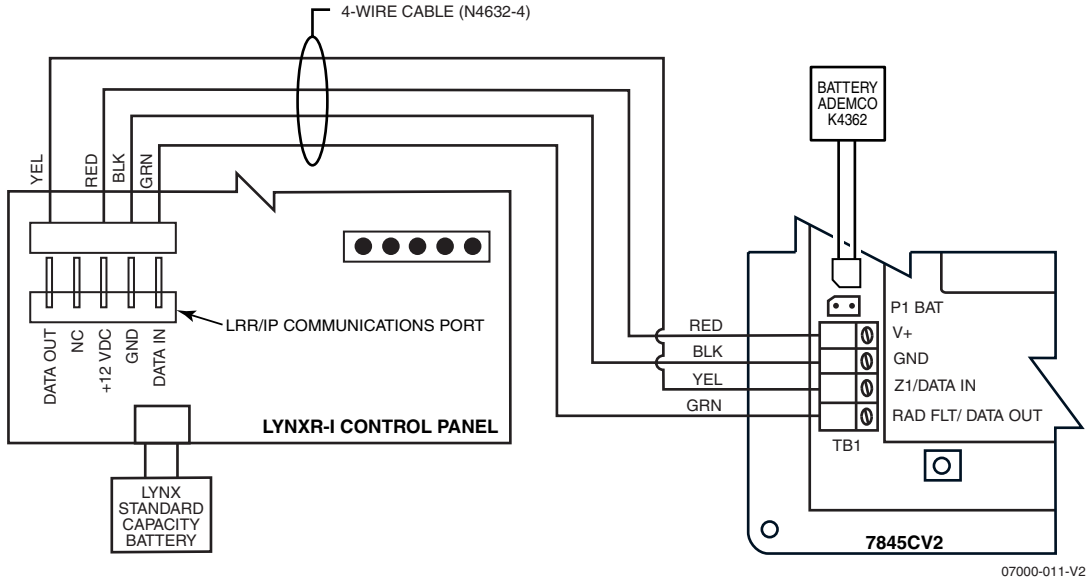 4-WIRE CABLE (N4632-4)
YEL
RED
BLK
GRN
BATTERY
ADEMCO
K4362
LRR/IP COMMUNICATIONS PORT
DATA OUT
NC
+12 VDC
GND
DATA IN
LYNXR-I CONTROL PANEL
LYNX
STANDARD
CAPACITY
BATTERY
P1 BAT
RED
V+
BLK
GND
YEL
Z1/DATA IN
GRN
RAD FLT/ DATA OUT
TB1
7845CV2
07000-011-V2